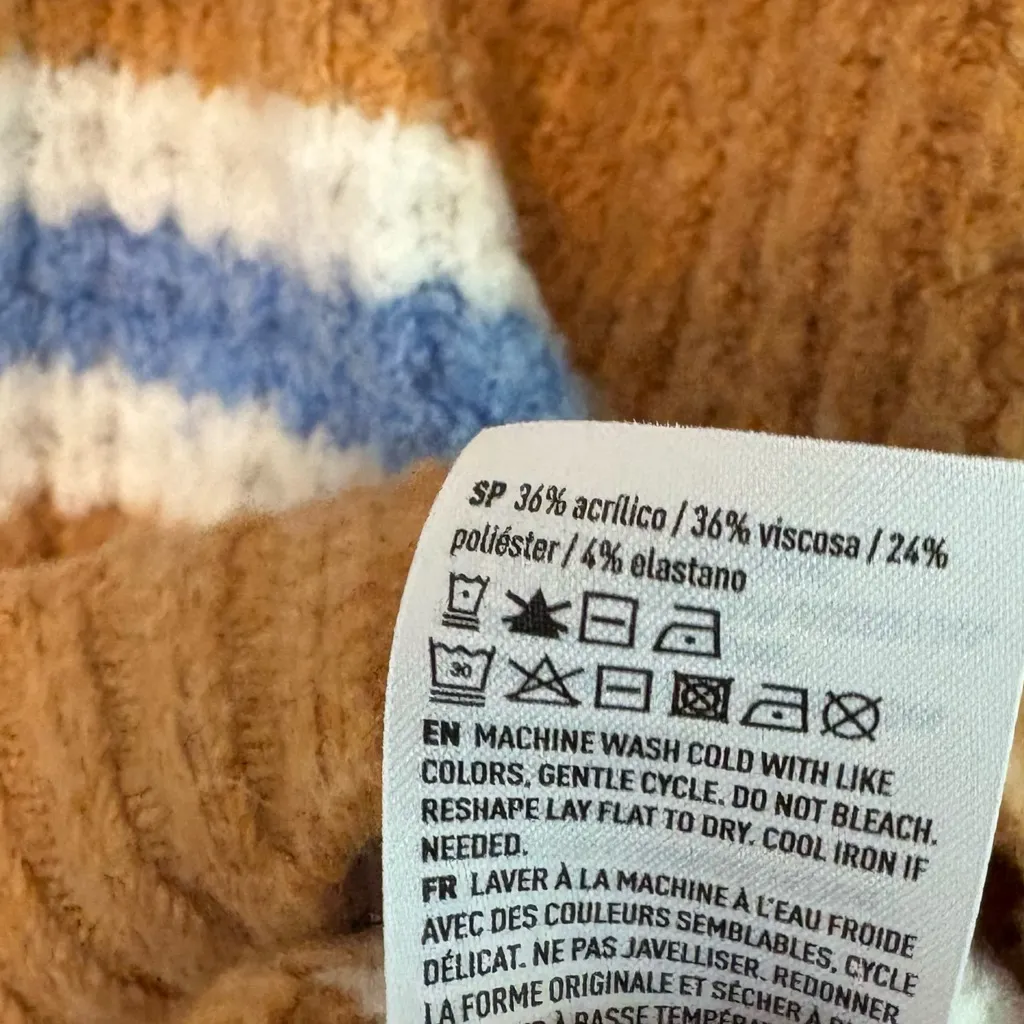 SP 36% acrílico / 36% viscosa / 24%
poliéster / 4% elastano
30
EN MACHINE WASH COLD WITH LIKE
COLORS, GENTLE CYCLE. DO NOT BLEACH.
RESHAPE LAY FLAT TO DRY. COOL IRON IF
NEEDED.
FR LAVER À LA MACHINE À L'EAU FROIDE
AVEC DES COULEURS SEMBLABLES, CYCLE
DÉLICAT. NE PAS JAVELLISER. REDONNER
LA FORME ORIGINALE ET SÉCHER À
À BASSE